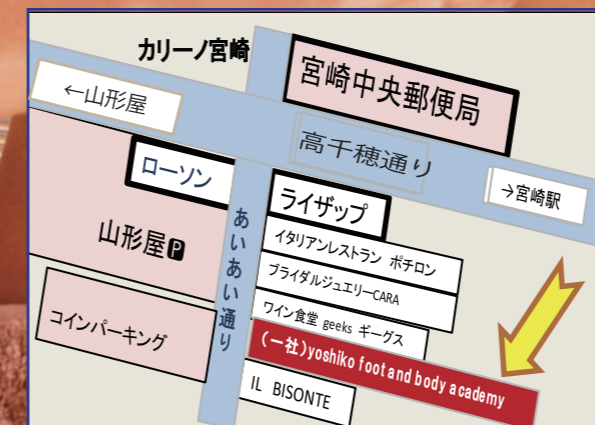 カリーノ宮崎
宮崎中央郵便局
←山形屋
高千穂通り
→宮崎駅
ローソン
ライザップ
あいあい通り
イタリアンレストラン ポチロン
山形屋P
ブライダルジュエリーCARA
ワイン食堂 geeks ギークス
コインパーキング
(一社)yoshiko foot and body academy
IL BISONTE